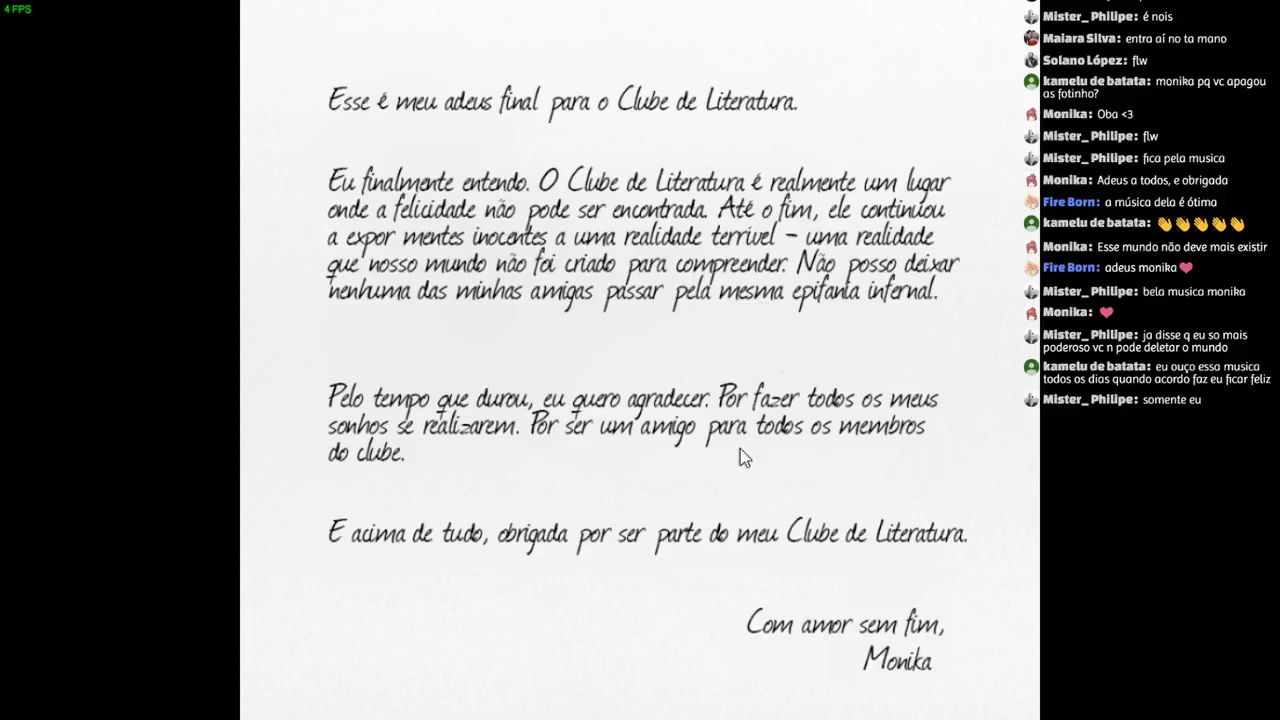 4 FPS
Esse é meu adeus final para o Clube de Literatura.
Eu finalmente entendo. O Clube de Literatura é realmente um lugar
onde a felicidade não pode ser encontrada. Até o fim, ele continuou
a expor mentes inocentes a uma realidade terrível - uma realidade
que nosso mundo não foi criado para compreender. Não posso deixar
nenhuma das minhas amigas passar pela mesma epifania infernal.
Pelo tempo que durou, eu quero agradecer. Por fazer todos os meus
sonhos se realizarem. Por ser um amigo para todos os membros
do clube.
E acima de tudo, obrigada por ser parte do meu Clube de Literatura.
Com amor sem fim,
Monika
Mister_Philipe: é nois
Maiara Silva: entra aí no ta mano
Solano López: flw
kamelu de batata: monika pq vc apagou
as fotinho?
Monika: Oba <3
Mister_Philipe: flw
Mister_Philipe: fica pela musica
Monika: Adeus a todos, e obrigada
Fire Born: a música dela é ótima
kamelu de batata: 👏👏👏👏👏
Monika: Esse mundo não deve mais existir
Fire Born: adeus monika❤
Mister_Philipe: bela musica monika
Monika: ❤
Mister_Philipe: ja disse q eu so mais
poderoso vc n pode deletar o mundo
kamelu de batata: eu ouço essa musica
todos os dias quando acordo faz eu ficar feliz
Mister_Philipe: somente eu